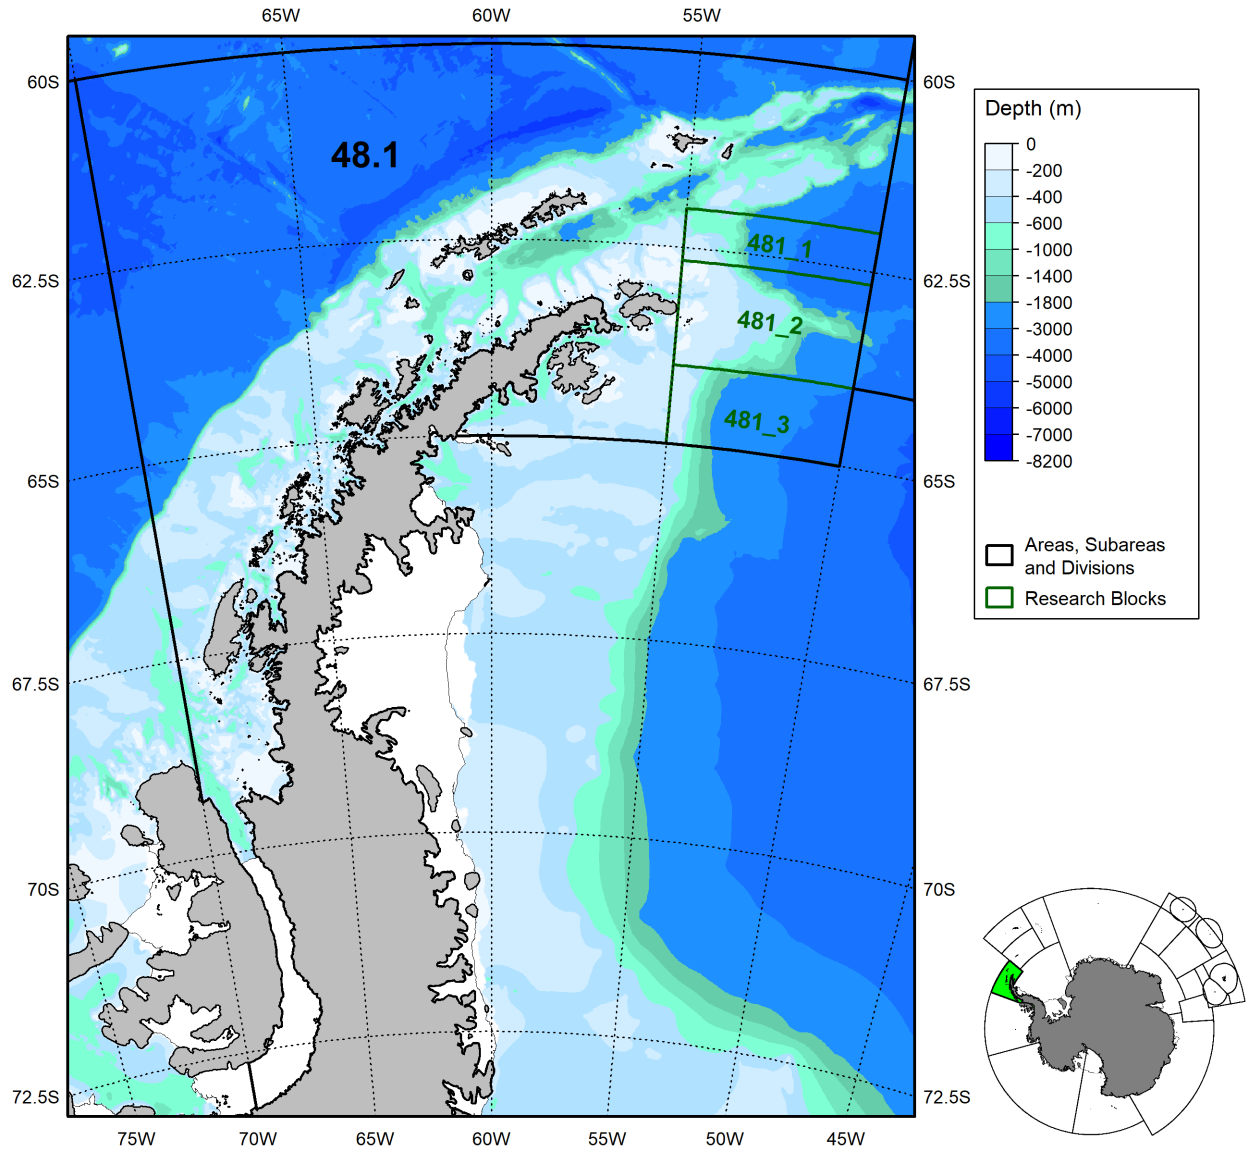 65W 60W 55W
60S 60S
48.1
481_1
62.5S 62.5S
481_2
481_3
65S 65S
67.5S 67.5S
70S 70S
72.5S 72.5S
75W 70W 65W 60W 55W 50W 45W
Depth (m)
0
-200
-400
-600
-1000
-1400
-1800
-3000
-4000
-5000
-6000
-7000
-8200
Areas, Subareas
and Divisions
Research Blocks